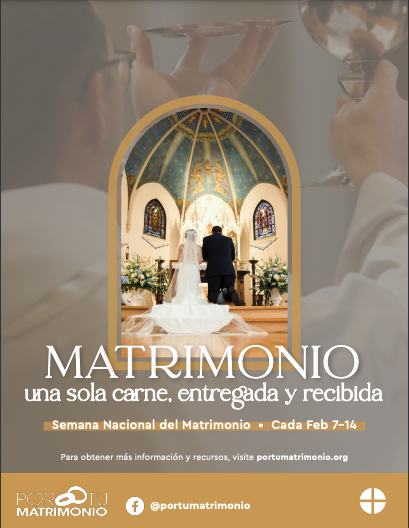 MATRIMONIO
una sola carne, entregada y recibida
Semana Nacional del Matrimonio • Cada Feb 7–14
Para obtener más información y recursos, visite portumatrimonio.org
POR TU
MATRIMONIO
@portumatrimonio